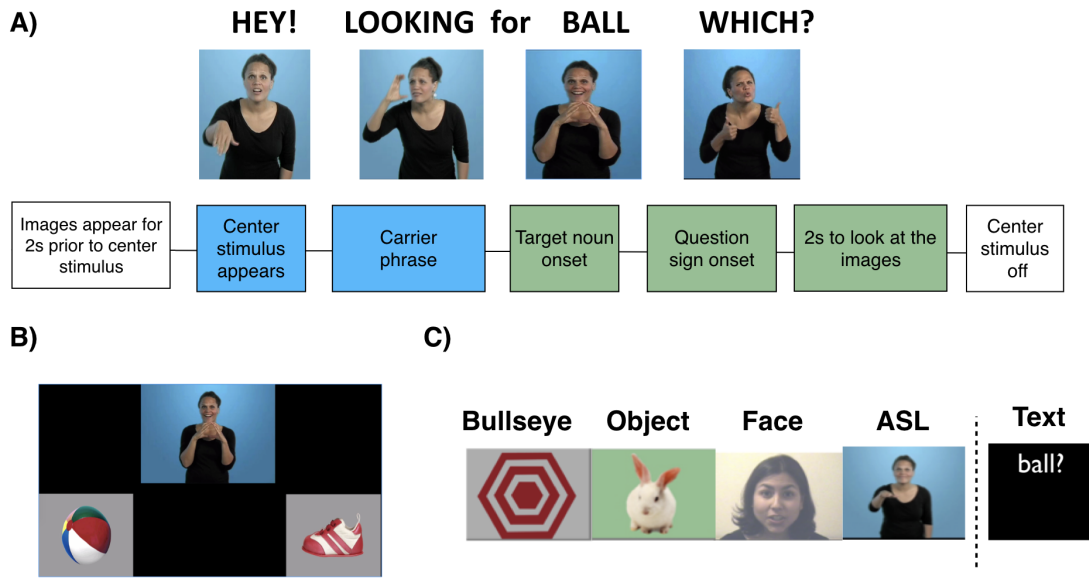 A)
HEY! LOOKING for BALL WHICH?
Images appear for
2s prior to center
stimulus
Center
stimulus
appears
Carrier
phrase
Target noun
onset
Question
sign onset
2s to look at the
images
Center
stimulus
off
B)
C)
Bullseye Object Face ASL Text
ball?